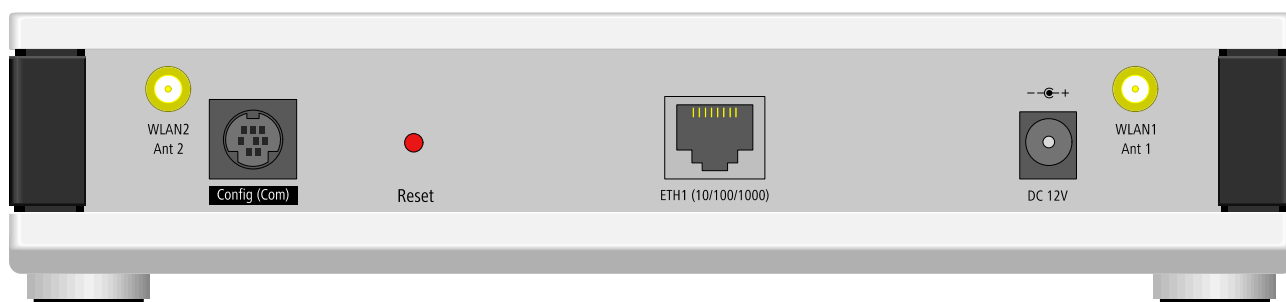 WLAN2
Ant 2
Config (Com)
Reset
ETH1 (10/100/1000)
- +
DC 12V
WLAN1
Ant 1